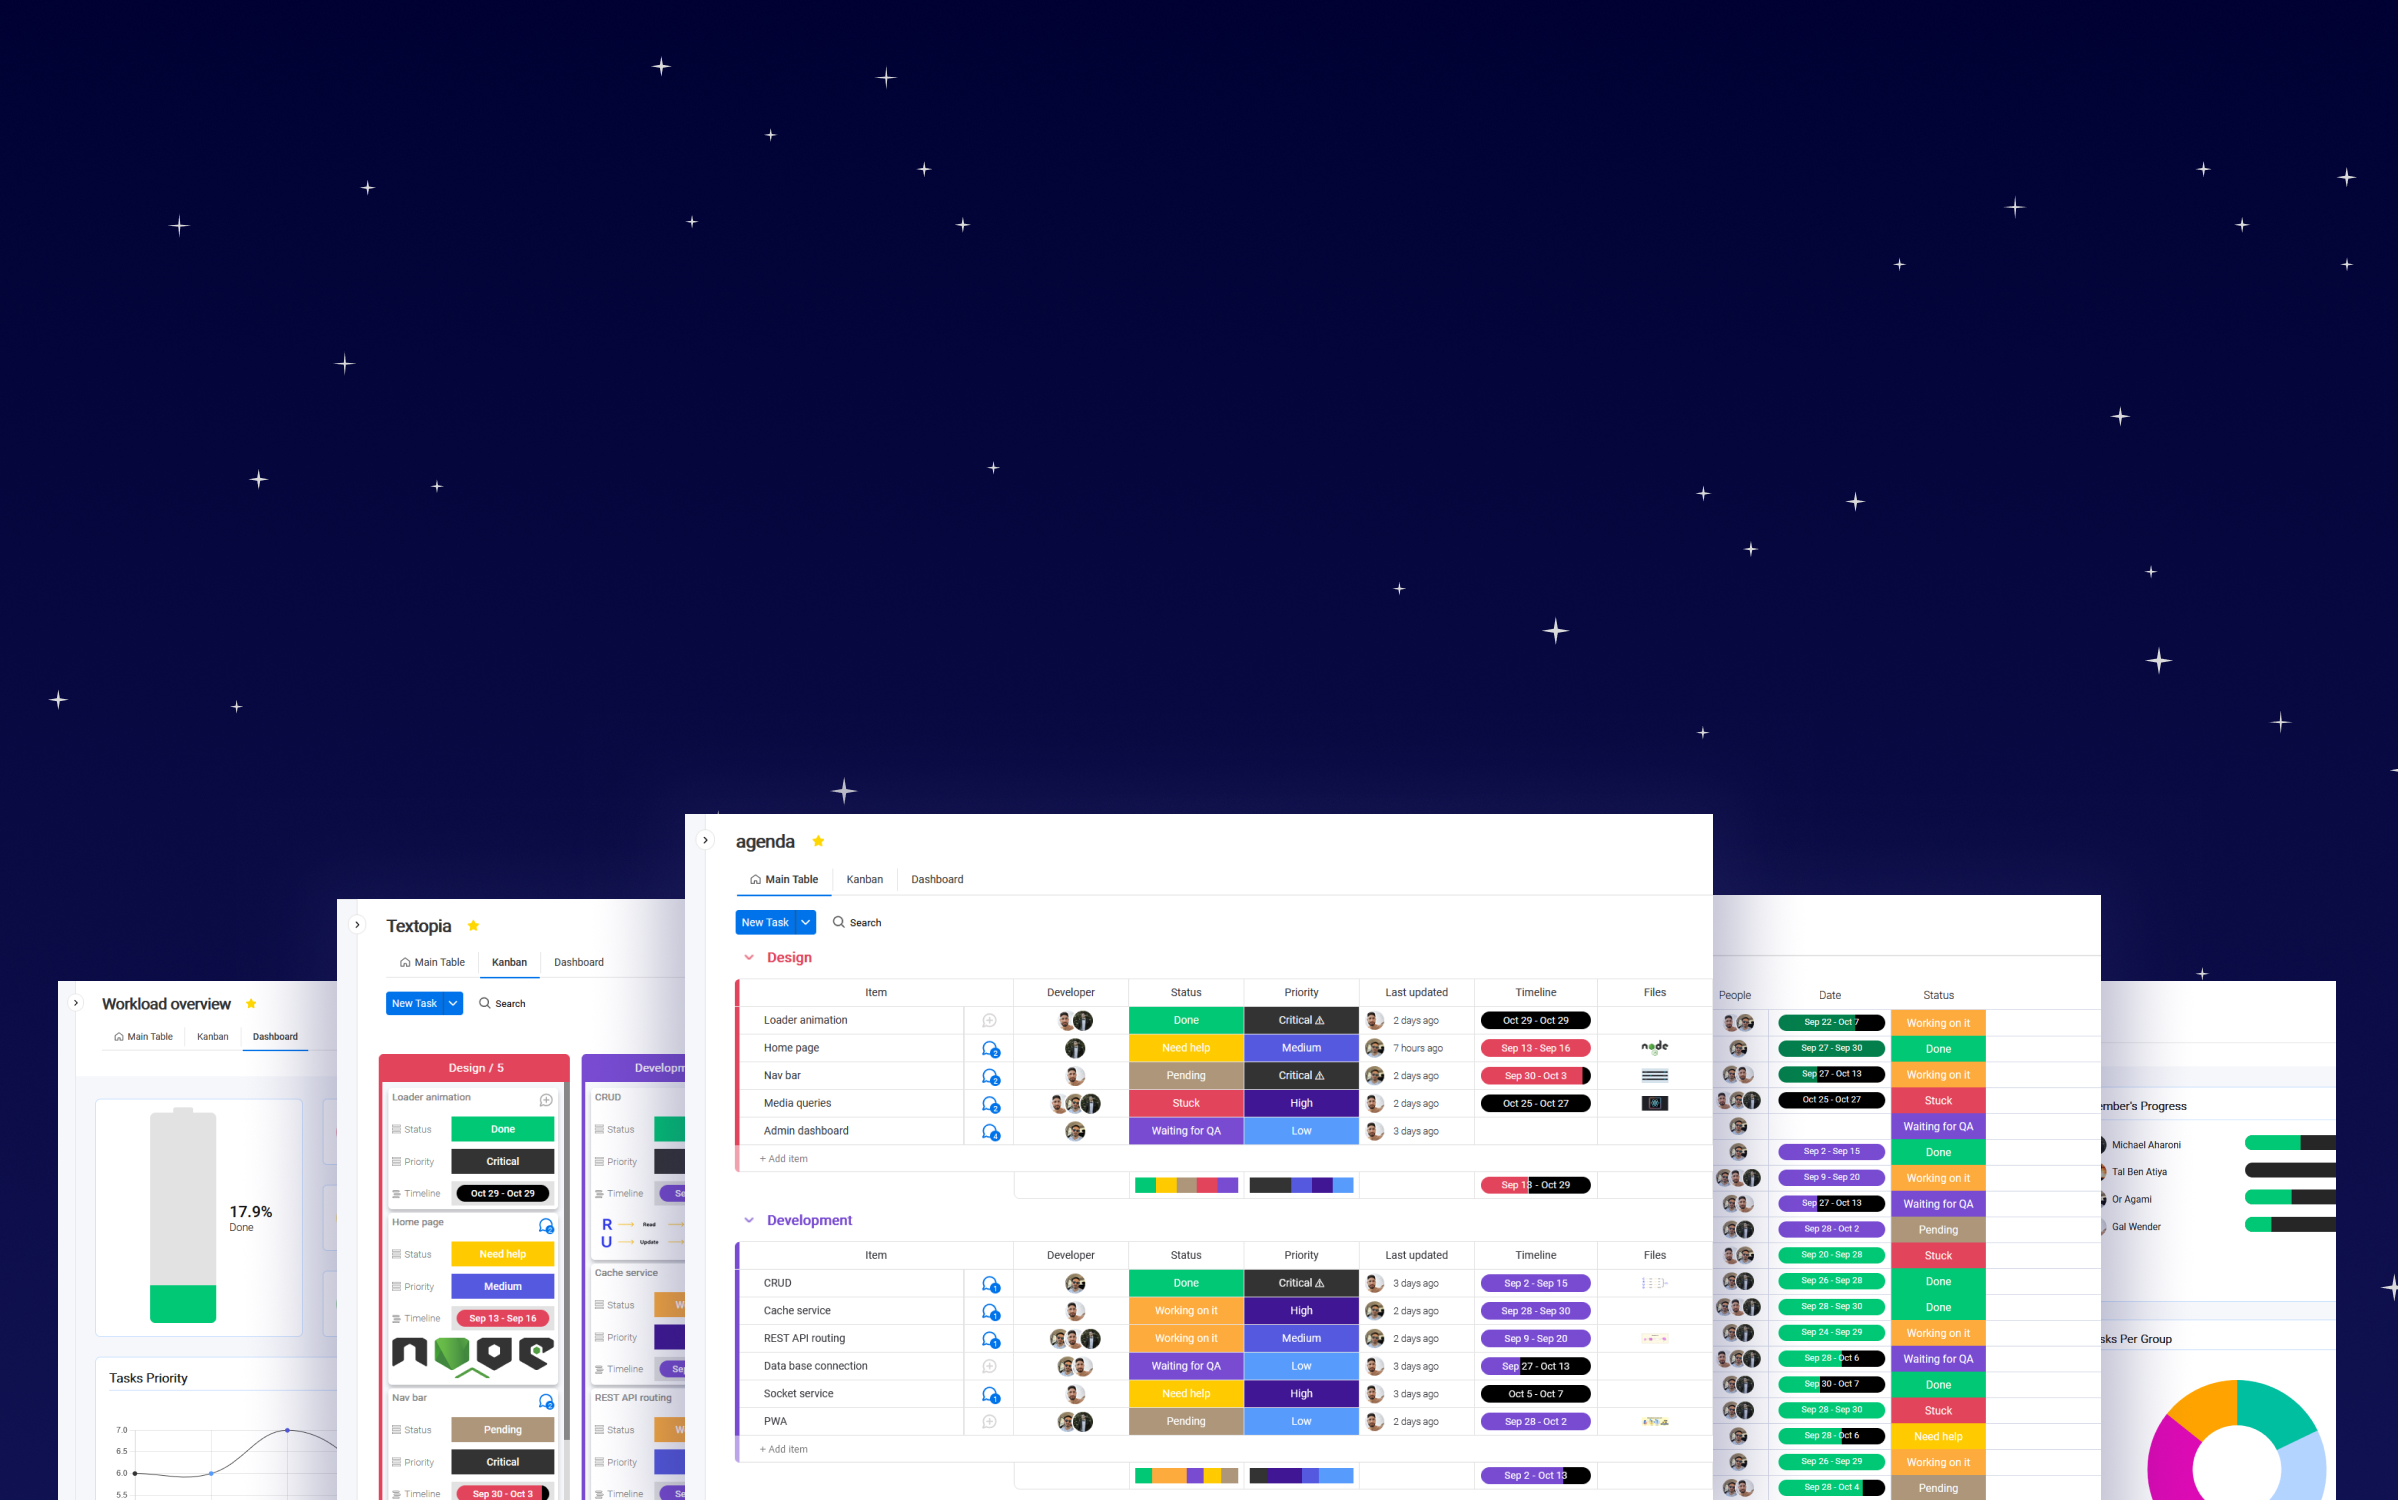 agenda
Main Table Kanban Dashboard
New Task Search
Design
Item Developer Status Priority Last updated Timeline Files
Loader animation Done Critical 2 days ago Oct 29 - Oct 29
Home page 2 Need help Medium 7 hours ago Sep 13 - Sep 16 node
Nav bar 2 Pending Critical 2 days ago Sep 30 - Oct 3
Media queries 2 Stuck High 2 days ago Oct 25 - Oct 27
Admin dashboard 4 Waiting for QA Low 3 days ago
+ Add item
Sep 13 - Oct 29
Development
Item Developer Status Priority Last updated Timeline Files
CRUD 1 Done Critical 3 days ago Sep 2 - Sep 15
Cache service 1 Working on it High 2 days ago Sep 28 - Sep 30
REST API routing 1 Working on it Medium 2 days ago Sep 9 - Sep 20
Data base connection Waiting for QA Low 3 days ago Sep 27 - Oct 13
Socket service 1 Need help High 3 days ago Oct 5 - Oct 7
PWA Pending Low 2 days ago Sep 28 - Oct 2
+ Add item
Sep 2 - Oct 13
Textopia
Main Table Kanban Dashboard
New Task Search
Design / 5
Loader animation
Status Done
Priority Critical
Timeline Oct 29 - Oct 29
Home page 2
Status Need help
Priority Medium
Timeline Sep 13 - Sep 16
node
Nav bar 2
Status Pending
Priority Critical
Timeline Sep 30 - Oct 3
Developm
CRUD
Status
Priority
Timeline Se
R Read
U Update
Cache service
Status W
Priority
Timeline Sep
REST API routing
Status W
Priority
Timeline Se
Workload overview
Main Table Kanban Dashboard
17.9%
Done
Tasks Priority
7.0
6.5
6.0
5.5
People Date Status
Sep 22 - Oct 7 Working on it
Sep 27 - Sep 30 Done
Sep 27 - Oct 13 Working on it
Oct 25 - Oct 27 Stuck
Waiting for QA
Sep 2 - Sep 15 Done
Sep 9 - Sep 20 Working on it
Sep 27 - Oct 13 Waiting for QA
Sep 28 - Oct 2 Pending
Sep 20 - Sep 28 Stuck
Sep 26 - Sep 28 Done
Sep 28 - Sep 30 Done
Sep 24 - Sep 29 Working on it
Sep 28 - Oct 6 Waiting for QA
Sep 30 - Oct 7 Done
Sep 28 - Sep 30 Stuck
Sep 28 - Oct 6 Need help
Sep 26 - Sep 29 Working on it
Sep 28 - Oct 4 Pending
ember's Progress
Michael Aharoni
Tal Ben Atiya
Or Agami
Gal Wender
sks Per Group